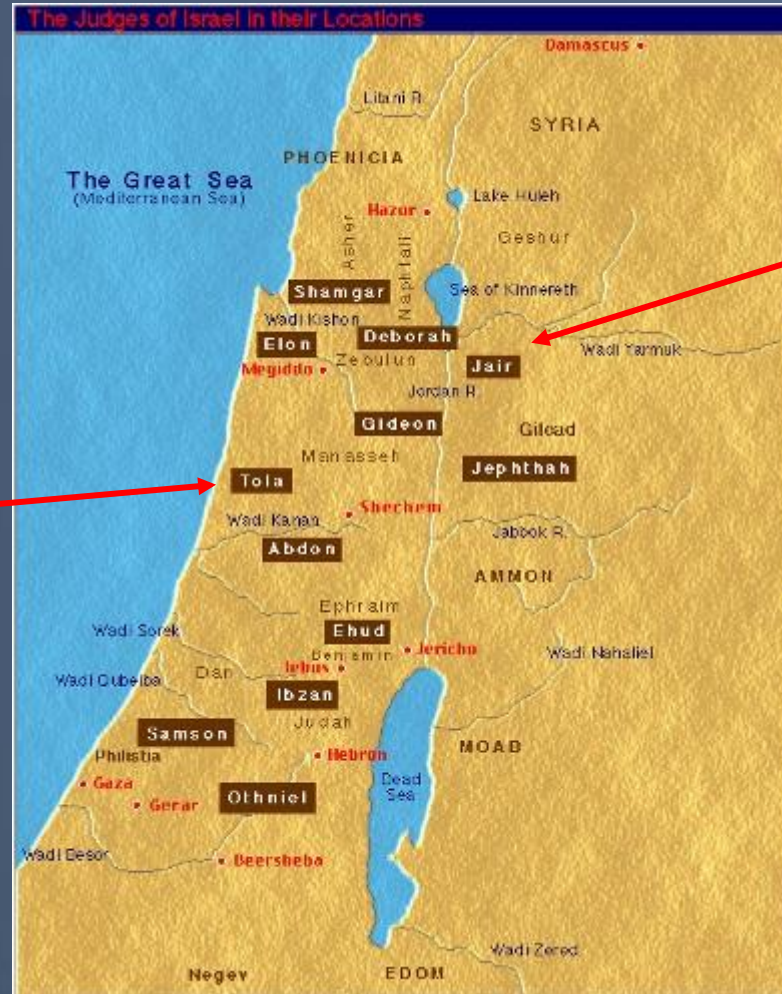 The Judges of Israel in their Locations
Damascus
Litani R.
SYRIA
PHOENICIA
The Great Sea
(Mediterranean Sea)
Lake Huleh
Hazor
Asher
Naphtali
Geshur
Shamgar
Sea of Kinnereth
Wadi Kishon
Elon
Deborah
Wadi Yarmuk
Zebulun
Megiddo
Jair
Jordan R.
Gideon
Gilead
Manasseh
Jephthah
Tola
Shechem
Wadi Kanah
Jabbok R.
Abdon
AMMON
Ephraim
Wadi Sorek
Ehud
Jericho
Benjamin
Wadi Nahaliel
Jebus
Dan
Wadi Qubeiba
Ibzan
Judah
Samson
MOAB
Philistia
Hebron
Gaza
Dead
Sea
Othniel
Gerar
Wadi Besor
Beersheba
Wadi Zered
Negev
EDOM